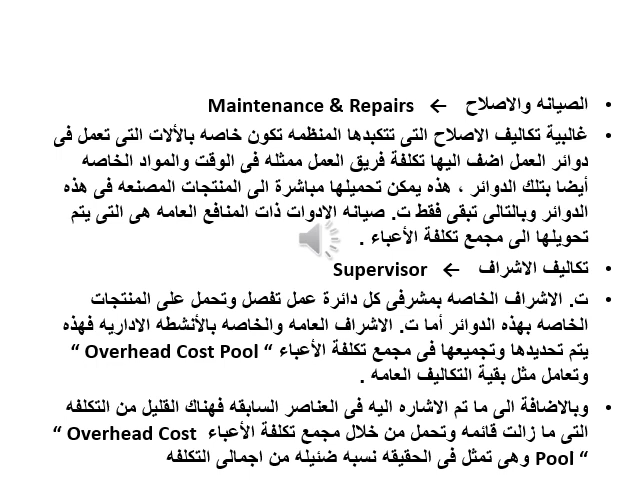 • الصيانه والاصلاح ← Maintenance & Repairs
• غالبية تكاليف الاصلاح التى تتكبدها المنظمه تكون خاصه بالألات التى تعمل فى
دوائر العمل اضف اليها تكلفة فريق العمل ممثله فى الوقت والمواد الخاصه
أيضا بتلك الدوائر ، هذه يمكن تحميلها مباشرة الى المنتجات المصنعه فى هذه
الدوائر وبالتالى تبقى فقط ت. صيانه الادوات ذات المنافع العامه هى التى يتم
تحويلها الى مجمع تكلفة الأعباء .
• تكاليف الاشراف ← Supervisor
• ت. الاشراف الخاصه بمشرفى كل دائرة عمل تفصل وتحمل على المنتجات
الخاصه بهذه الدوائر أما ت. الاشراف العامه والخاصه بالأنشطه الاداريه فهذه
يتم تحديدها وتجميعها فى مجمع تكلفة الأعباء “ Overhead Cost Pool “
وتعامل مثل بقية التكاليف العامه .
• وبالاضافة الى ما تم الاشاره اليه فى العناصر السابقه فهناك القليل من التكلفه
التى ما زالت قائمه وتحمل من خلال مجمع تكلفة الأعباء Overhead Cost “
Pool “ وهى تمثل فى الحقيقه نسبه ضئيله من اجمالى التكلفه